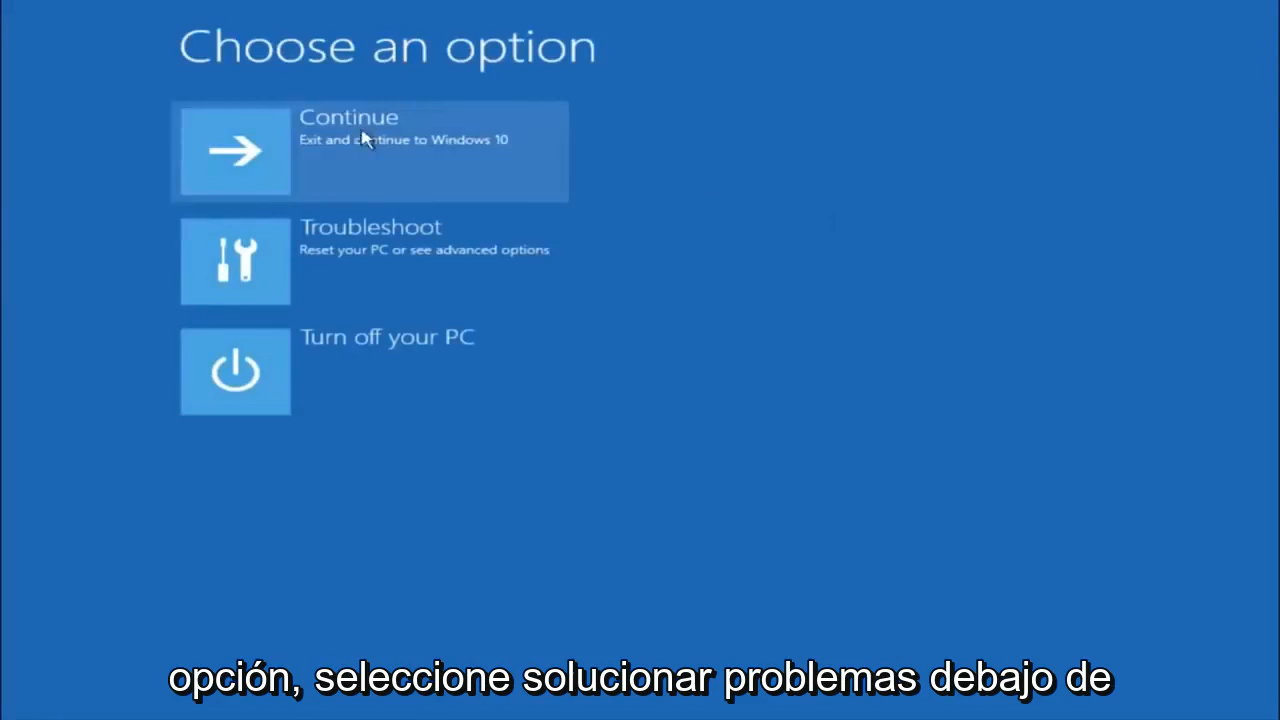 Choose an option
Continue
Exit and continue to Windows 10
Troubleshoot
Reset your PC or see advanced options
Turn off your PC
opción, seleccione solucionar problemas debajo de